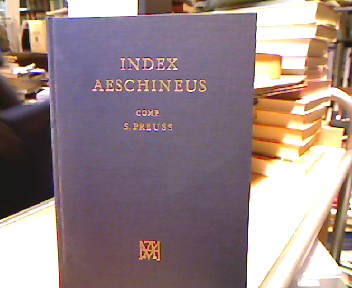 INDEX
AESCHINEUS
COMP.
S. PREUSS